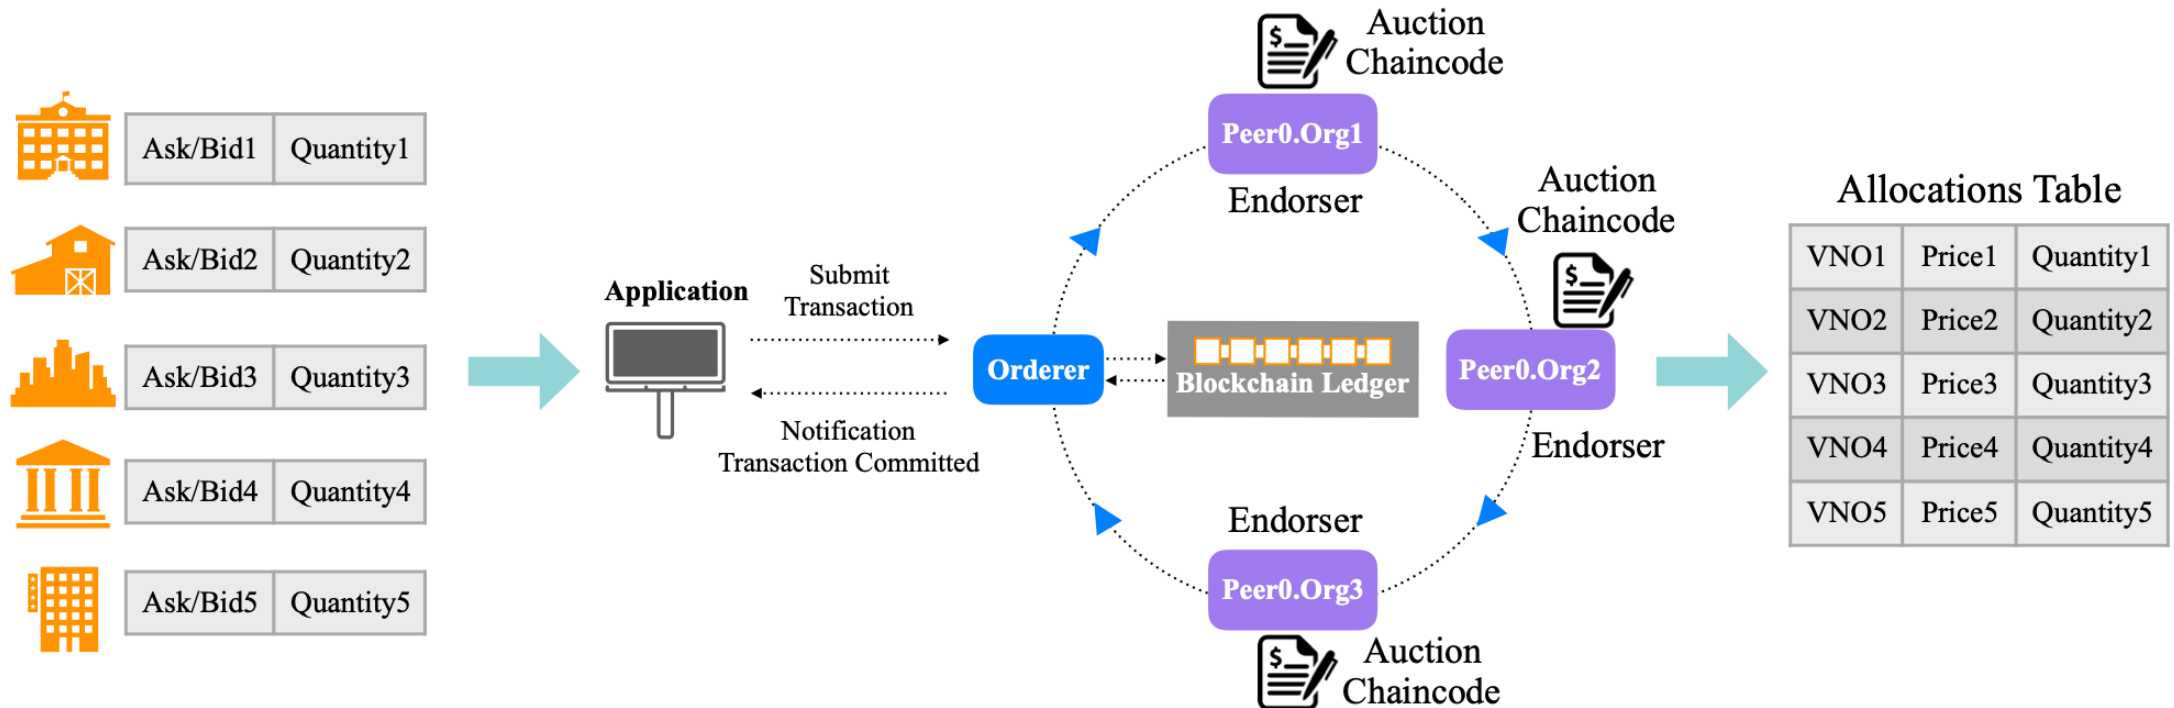 Ask/Bid1 Quantity1
Ask/Bid2 Quantity2
Ask/Bid3 Quantity3
Ask/Bid4 Quantity4
Ask/Bid5 Quantity5
Application
Submit
Transaction
Notification
Transaction Committed
Orderer
Blockchain Ledger
Auction
Chaincode
Peer0.Org1
Endorser
Auction
Chaincode
Peer0.Org2
Endorser
Endorser
Peer0.Org3
Auction
Chaincode
Allocations Table
VNO1 Price1 Quantity1
VNO2 Price2 Quantity2
VNO3 Price3 Quantity3
VNO4 Price4 Quantity4
VNO5 Price5 Quantity5